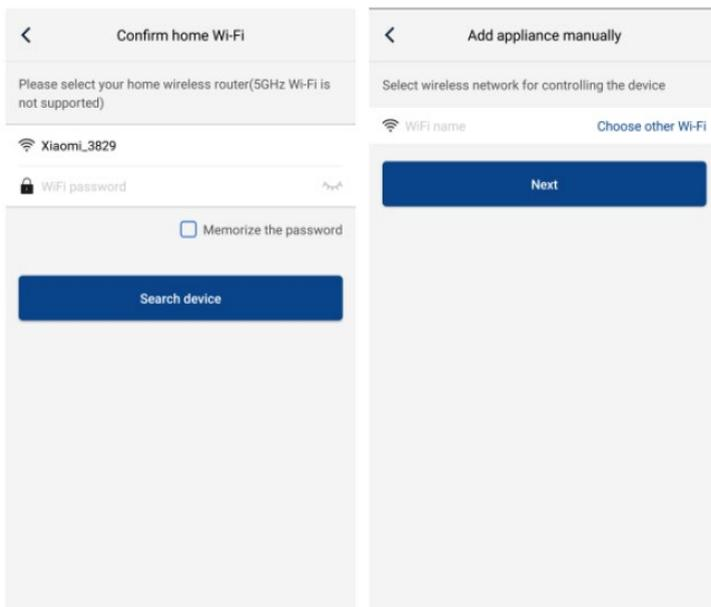 Confirm home Wi-Fi
Please select your home wireless router(5GHz Wi-Fi is
not supported)
Xiaomi_3829
WiFi password
Memorize the password
Search device
Add appliance manually
Select wireless network for controlling the device
WiFi name
Choose other Wi-Fi
Next